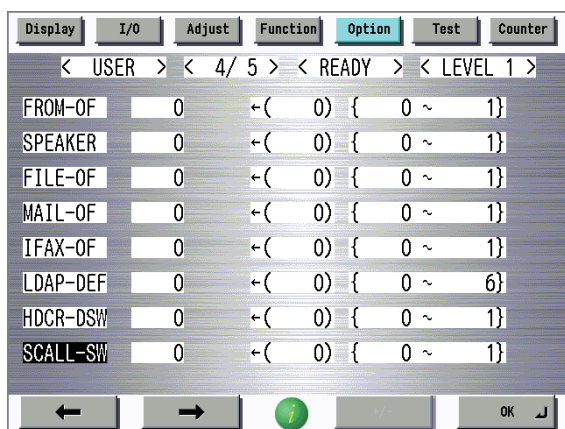 Display I/O Adjust Function Option Test Counter
< USER > < 4/ 5 > < READY > < LEVEL 1 >
FROM-OF 0 ←( 0) { 0 ~ 1}
SPEAKER 0 ←( 0) { 0 ~ 1}
FILE-OF 0 ←( 0) { 0 ~ 1}
MAIL-OF 0 ←( 0) { 0 ~ 1}
IFAX-OF 0 ←( 0) { 0 ~ 1}
LDAP-DEF 0 ←( 0) { 0 ~ 6}
HDCR-DSW 0 ←( 0) { 0 ~ 1}
SCALL-SW 0 ←( 0) { 0 ~ 1}
← → i +/- OK ↵